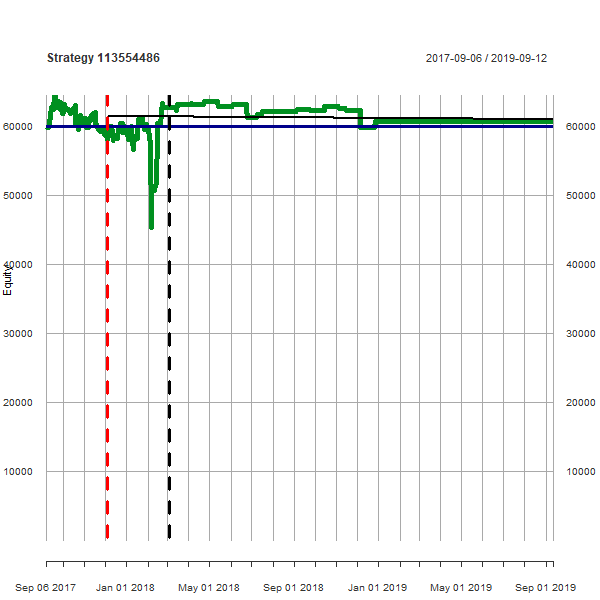 Strategy 113554486
2017-09-06 / 2019-09-12
60000
60000
50000
50000
40000
40000
Equity
30000
30000
20000
20000
10000
10000
Sep 06 2017
Jan 01 2018
May 01 2018
Sep 01 2018
Jan 01 2019
May 01 2019
Sep 01 2019